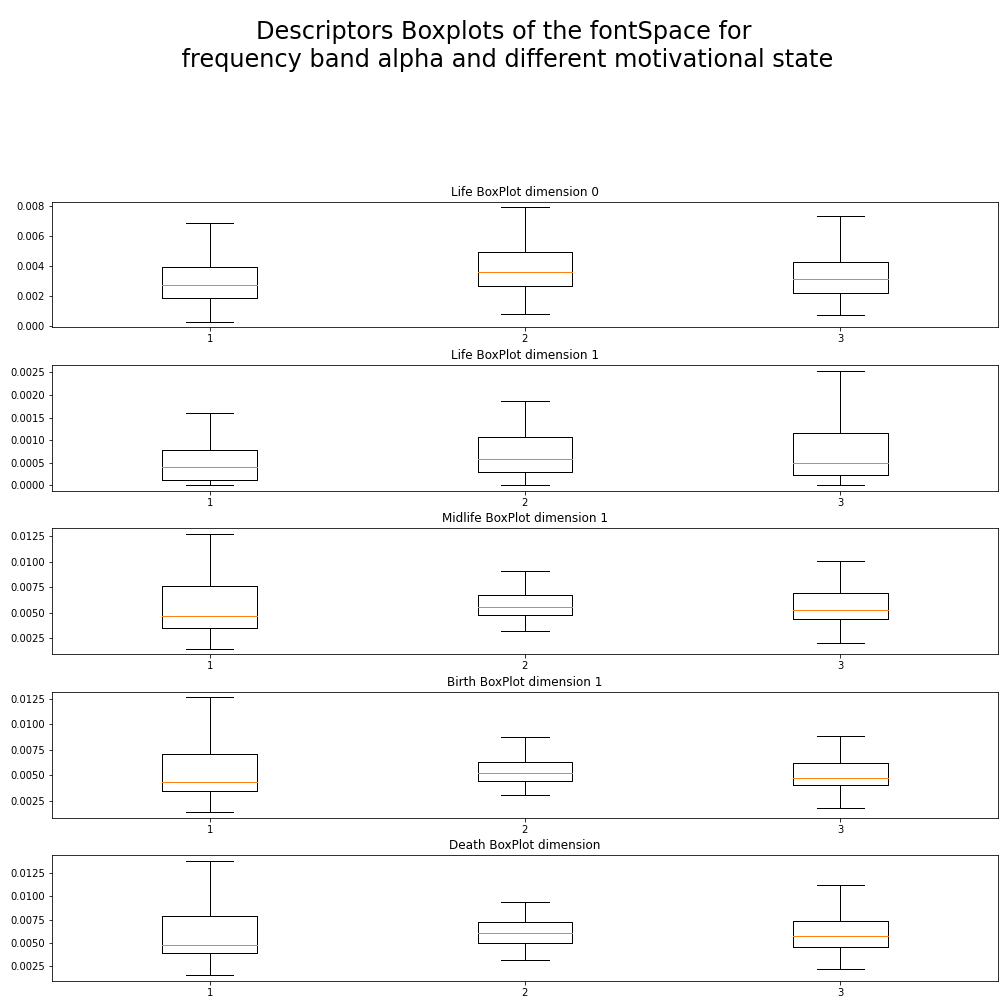 Descriptors Boxplots of the fontSpace for
frequency band alpha and different motivational state
Life BoxPlot dimension 0
0.008
0.006
0.004
0.002
0.000
1 2 3
Life BoxPlot dimension 1
0.0025
0.0020
0.0015
0.0010
0.0005
0.0000
1 2 3
Midlife BoxPlot dimension 1
0.0125
0.0100
0.0075
0.0050
0.0025
1 2 3
Birth BoxPlot dimension 1
0.0125
0.0100
0.0075
0.0050
0.0025
1 2 3
Death BoxPlot dimension
0.0125
0.0100
0.0075
0.0050
0.0025
1 2 3